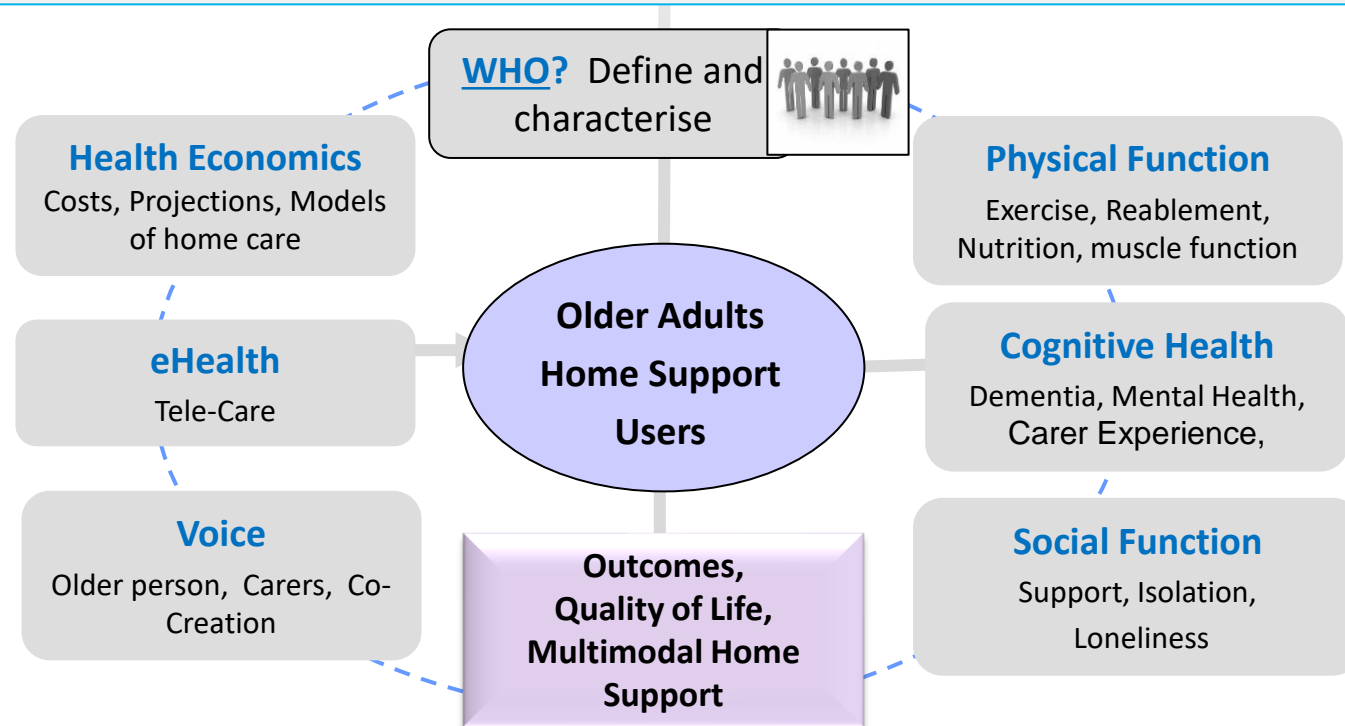 WHO? Define and
characterise
Health Economics
Costs, Projections, Models
of home care
eHealth
Tele-Care
Voice
Older person, Carers, Co-
Creation
Older Adults
Home Support
Users
Outcomes,
Quality of Life,
Multimodal Home
Support
Physical Function
Exercise, Reablement,
Nutrition, muscle function
Cognitive Health
Dementia, Mental Health,
Carer Experience,
Social Function
Support, Isolation,
Loneliness